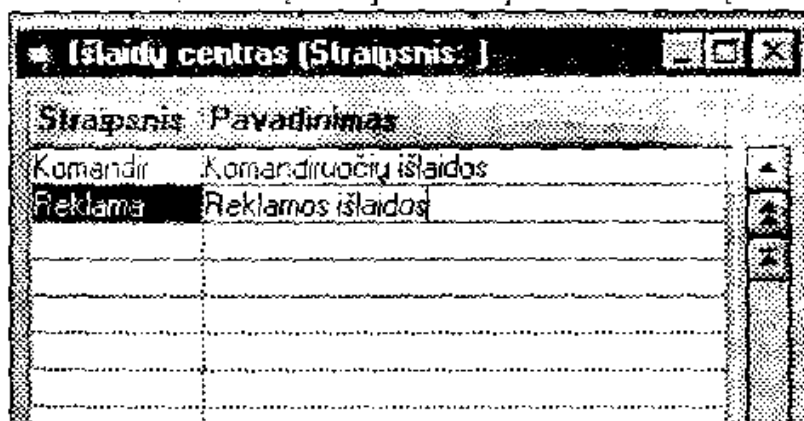 Išlaidų centras (Straipsnis: )
Straipsnis Pavadinimas
Komandir Komandiruočių išlaidos
Reklama Reklamos išlaidos